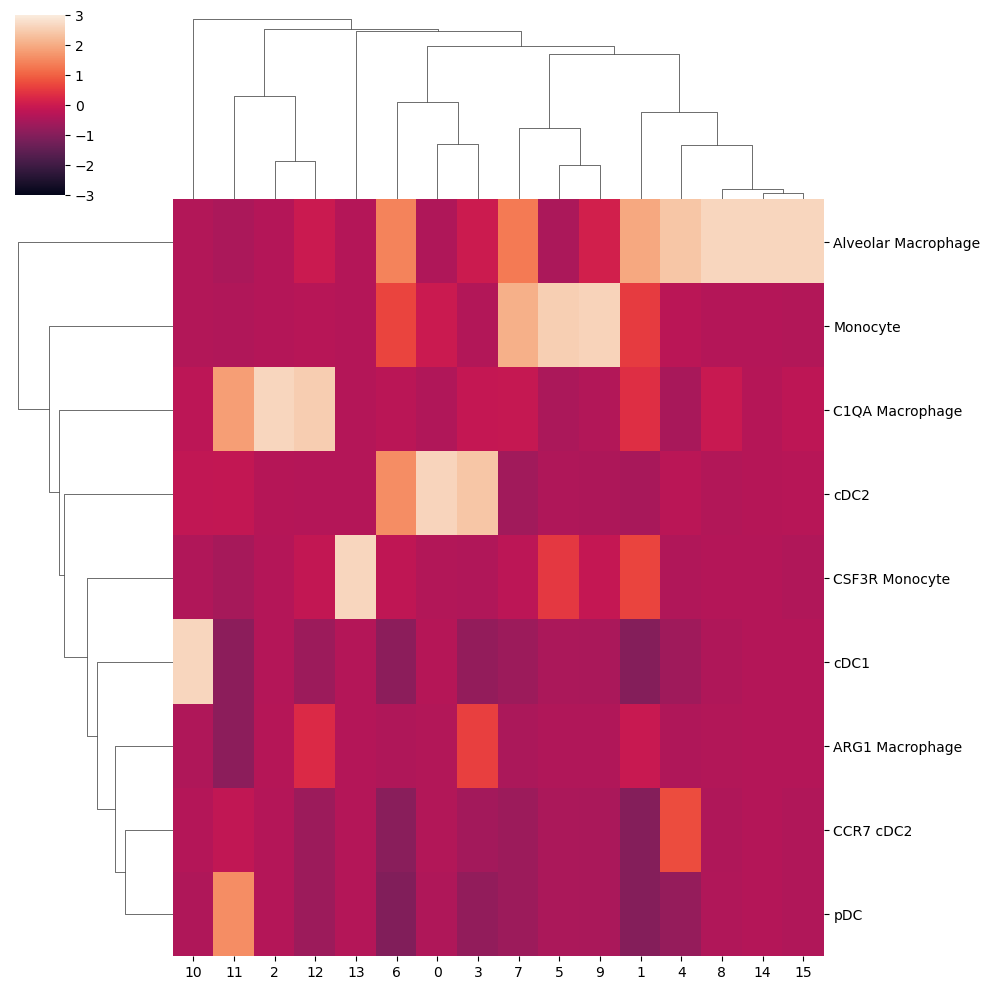 3
2
1
0
−1
−2
−3
Alveolar Macrophage
Monocyte
C1QA Macrophage
cDC2
CSF3R Monocyte
cDC1
ARG1 Macrophage
CCR7 cDC2
pDC
10 11 2 12 13 6 0 3 7 5 9 1 4 8 14 15